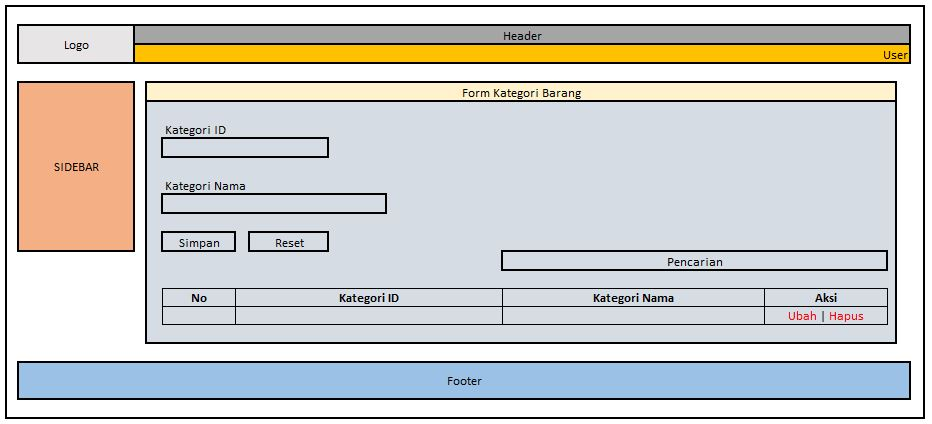 Logo
Header
User
SIDEBAR
Form Kategori Barang
Kategori ID
Kategori Nama
Simpan
Reset
Pencarian
No Kategori ID Kategori Nama Aksi
Ubah | Hapus
Footer